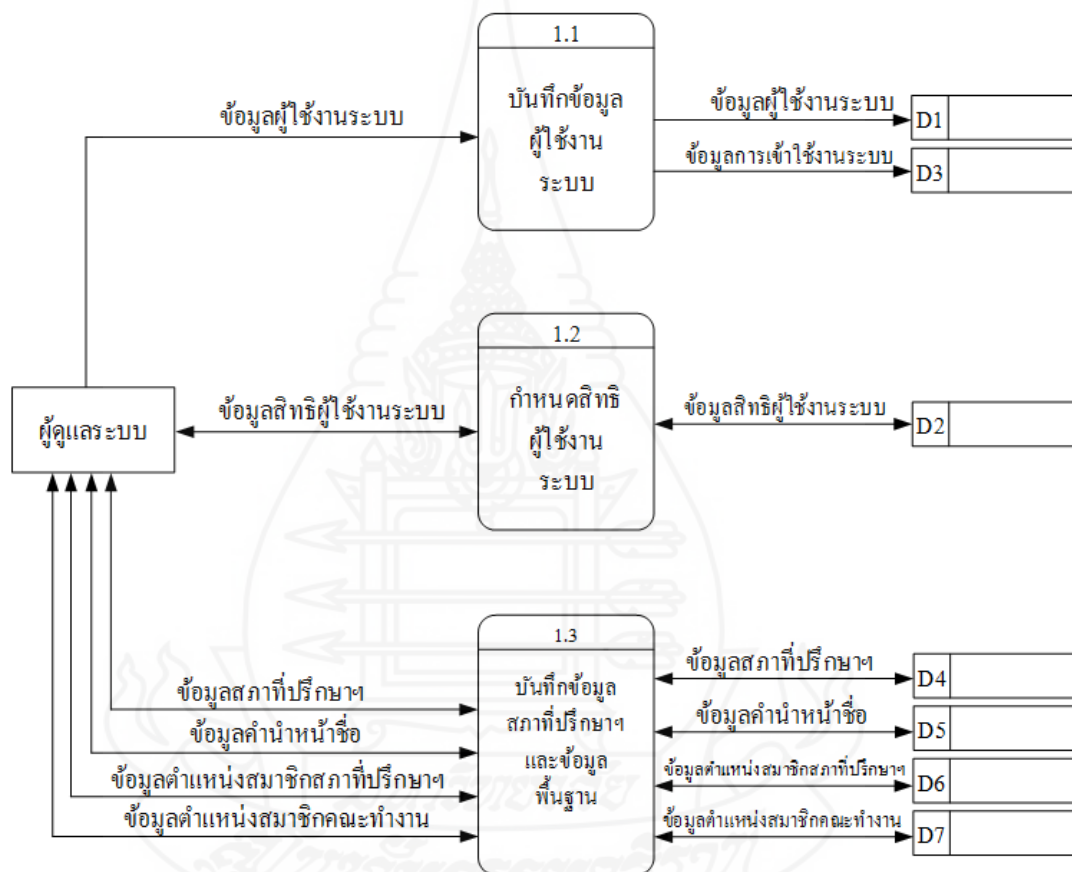 1.1
บันทึกข้อมูล
ผู้ใช้งาน
ระบบ
ข้อมูลผู้ใช้งานระบบ
ข้อมูลผู้ใช้งานระบบ
D1
ข้อมูลการเข้าใช้งานระบบ
D3
1.2
กำหนดสิทธิ
ผู้ใช้งาน
ระบบ
ผู้ดูแลระบบ
ข้อมูลสิทธิผู้ใช้งานระบบ
ข้อมูลสิทธิผู้ใช้งานระบบ
D2
1.3
บันทึกข้อมูล
สภาที่ปรึกษาฯ
และข้อมูล
พื้นฐาน
ข้อมูลสภาที่ปรึกษาฯ
ข้อมูลคำนำหน้าชื่อ
ข้อมูลตำแหน่งสมาชิกสภาที่ปรึกษาฯ
ข้อมูลตำแหน่งสมาชิกคณะทำงาน
ข้อมูลสภาที่ปรึกษาฯ
D4
ข้อมูลคำนำหน้าชื่อ
D5
ข้อมูลตำแหน่งสมาชิกสภาที่ปรึกษาฯ
D6
ข้อมูลตำแหน่งสมาชิกคณะทำงาน
D7